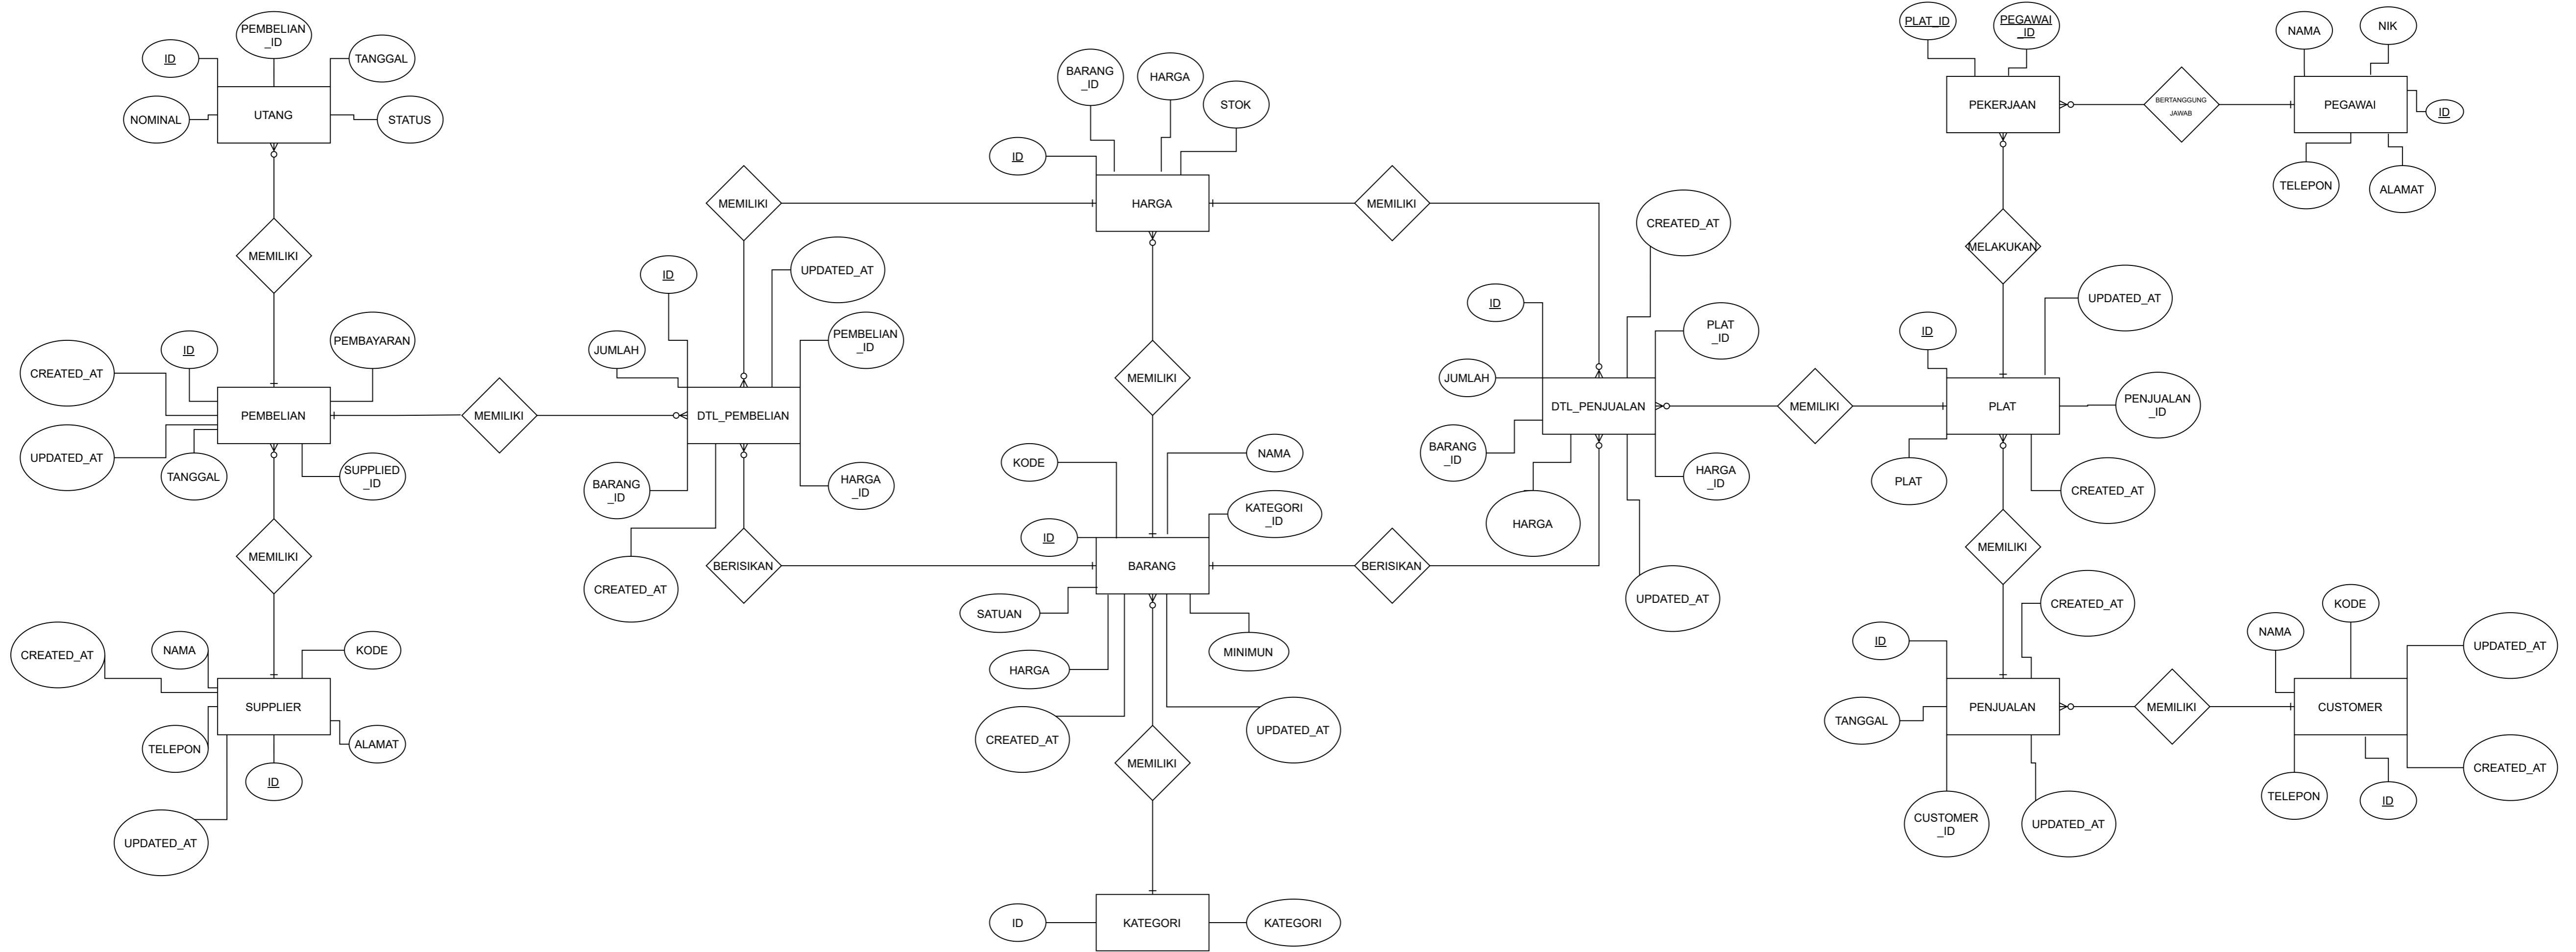 PEMBELIAN
_ID
ID
TANGGAL
NOMINAL
UTANG
STATUS
MEMILIKI
ID
PEMBAYARAN
CREATED_AT
PEMBELIAN
UPDATED_AT
TANGGAL
SUPPLIED
_ID
MEMILIKI
MEMILIKI
CREATED_AT
NAMA
KODE
SUPPLIER
TELEPON
ALAMAT
ID
UPDATED_AT
MEMILIKI
ID
UPDATED_AT
JUMLAH
PEMBELIAN
_ID
DTL_PEMBELIAN
BARANG
_ID
HARGA
_ID
CREATED_AT
BERISIKAN
BARANG
_ID
HARGA
STOK
ID
HARGA
MEMILIKI
KODE
NAMA
KATEGORI
_ID
ID
BARANG
SATUAN
MINIMUN
HARGA
CREATED_AT
UPDATED_AT
MEMILIKI
ID
KATEGORI
KATEGORI
MEMILIKI
CREATED_AT
ID
PLAT
_ID
JUMLAH
DTL_PENJUALAN
BARANG
_ID
HARGA
_ID
HARGA
BERISIKAN
UPDATED_AT
MEMILIKI
PLAT_ID
PEGAWAI
_ID
PEKERJAAN
BERTANGGUNG
JAWAB
NAMA
NIK
PEGAWAI
ID
TELEPON
ALAMAT
MELAKUKAN
UPDATED_AT
ID
PLAT
PENJUALAN
_ID
PLAT
CREATED_AT
MEMILIKI
CREATED_AT
ID
TANGGAL
PENJUALAN
CUSTOMER
_ID
UPDATED_AT
MEMILIKI
KODE
NAMA
UPDATED_AT
CUSTOMER
TELEPON
ID
CREATED_AT